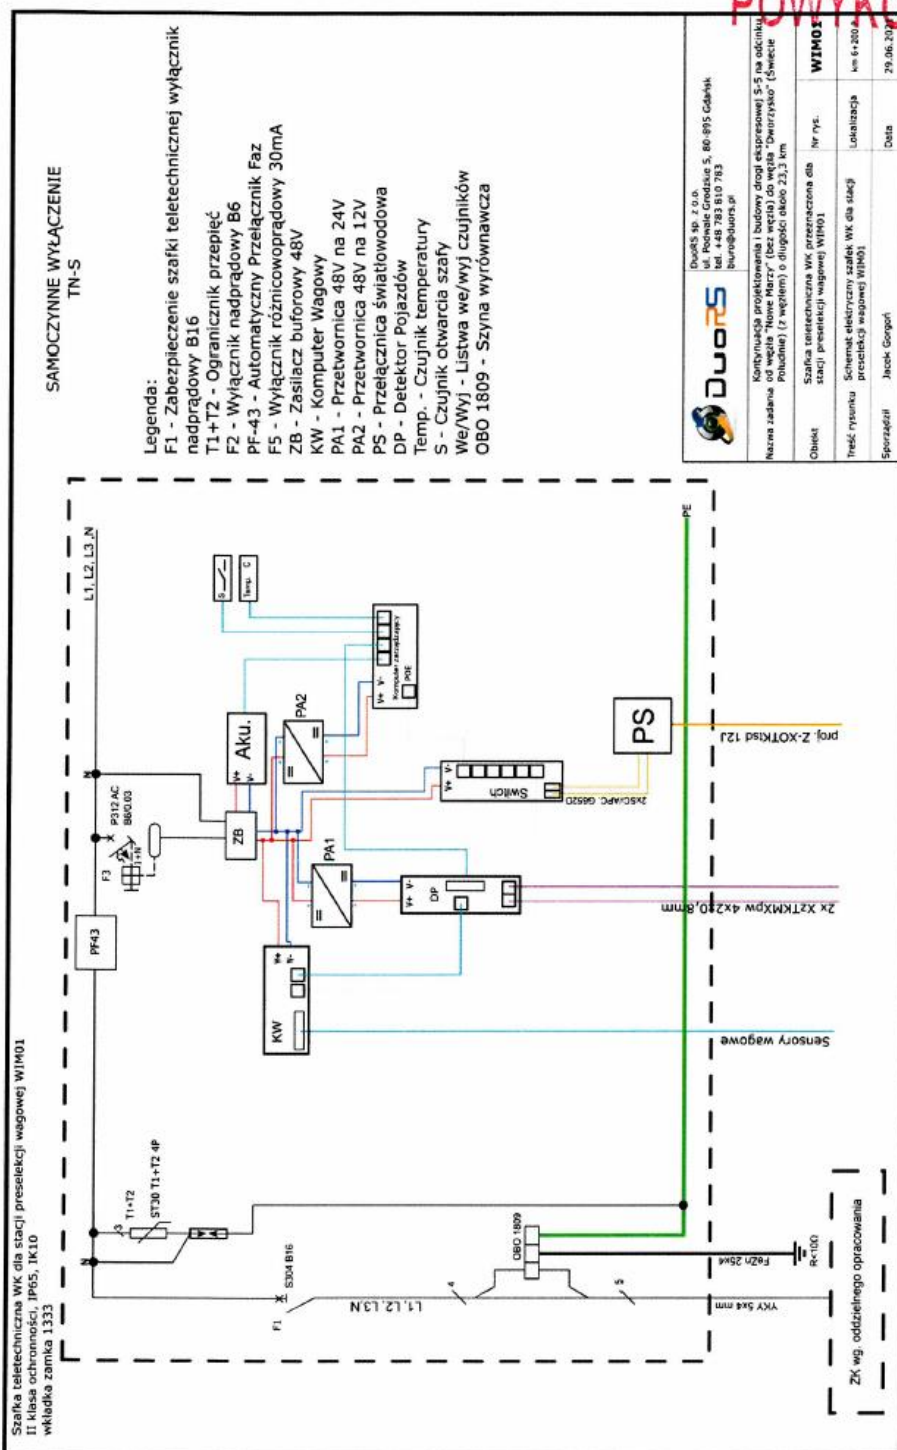 POWYKO
Szafka teletechniczna WK dla stacji preselekcji wagowej WIM01
II klasa ochronności, IP65, IK10
wkładka zamka 1333
SAMOCZYNNE WYŁĄCZENIE
TN-S
Legenda:
F1 - Zabezpieczenie szafki teletechnicznej wyłącznik
nadprądowy B16
T1+T2 - Ogranicznik przepięć
F2 - Wyłącznik nadprądowy B6
PF-43 - Automatyczny Przełącznik Faz
F5 - Wyłącznik różnicowoprądowy 30mA
ZB - Zasilacz buforowy 48V
KW - Komputer Wagowy
PA1 - Przetwornica 48V na 24V
PA2 - Przetwornica 48V na 12V
PS - Przełącznica światłowodowa
DP - Detektor Pojazdów
Temp. - Czujnik temperatury
S - Czujnik otwarcia szafy
We/Wyj - Listwa we/wyj czujników
OBO 1809 - Szyna wyrównawcza
L1, L2, L3 ,N
N
N
T1+T2
3
ST30 T1+T2 4P
PF43
F3
P312 AC
B6/0.03
1+N
ZB
Aku.
V+ V-
S
Temp. C
PA2
V+ V-
Komputer zarządzający
POE
KW
PA1
V+ V-
DP
V+ V-
Switch
2xSC/APC, G652D
PS
F1
S304 B16
L1, L2, L3,N
4
OBO 1809
5
PE
YKY 5x4 mm
FeZn 25x4
R<10Ω
Sensory wagowe
2x XzTKMXpw 4x2x0,8mm
proj. Z-XOTKtsd 12J
ZK wg. oddzielnego opracowania
DuoRS
DuoRS sp. z o.o.
ul. Podwale Grodzkie 5, 80-895 Gdańsk
tel. +48 783 810 783
biuro@duors.pl
Nazwa zadania
Kontynuacja projektowania i budowy drogi ekspresowej S-5 na odcinku
od węzła "Nowe Marzy" (bez węzła) do węzła "Dworzysko" (Świecie
Południe) (z węzłem) o długości około 23,3 km
Obiekt
Szafka teletechniczna WK przeznaczona dla
stacji preselekcji wagowej WIM01
Nr rys.
WIM01
Treść rysunku
Schemat elektryczny szafek WK dla stacji
preselekcji wagowej WIM01
Lokalizacja
Sporządził
Jacek Gorgoń
Data